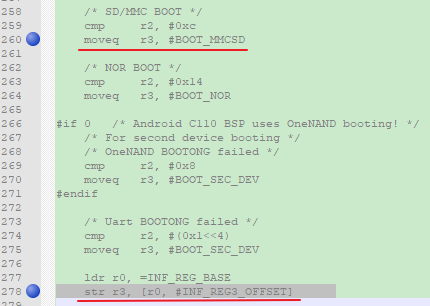 258 /* SD/MMC BOOT */
259 cmp r2, #0xc
260 moveq r3, #BOOT_MMCSD
261
262 /* NOR BOOT */
263 cmp r2, #0x14
264 moveq r3, #BOOT_NOR
265
266 #if 0 /* Android C110 BSP uses OneNAND booting! */
267 /* For second device booting */
268 /* OneNAND BOOTONG failed */
269 cmp r2, #0x8
270 moveq r3, #BOOT_SEC_DEV
271 #endif
272
273 /* Uart BOOTONG failed */
274 cmp r2, #(0x1<<4)
275 moveq r3, #BOOT_SEC_DEV
276
277 ldr r0, =INF_REG_BASE
278 str r3, [r0, #INF_REG3_OFFSET]